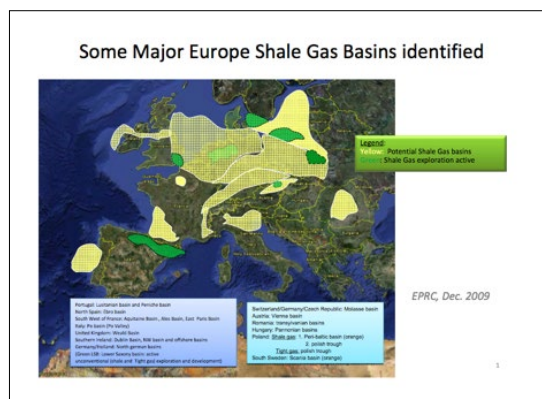 Some Major Europe Shale Gas Basins identified
Legend:
Yellow: Potential Shale Gas basins
Green: Shale Gas exploration active
EPRC, Dec. 2009
Portugal: Lusitanian basin and Peniche basin
North Spain: Ebro basin
South West of France: Aquitaine Basin, Ales Basin, East Paris Basin
Italy: Po basin (Po Valley)
United Kingdom: Weald Basin
Southern Ireland: Dublin Basin, NW basin and offshore basins
Germany/Holland: North german basins
Lower Saxony basin: active
unconventional (shale and Tight gas) exploration and development)
Switzerland/Germany/Czech Republic: Molasse basin
Austria: Vienna basin
Romania: transylvanian basins
Hungary: Pannonian basins
Poland: Shale gas: 1. Peri-baltic basin (orange)
2. polish trough
Tight gas: polish trough
South Sweden: Scania basin (orange)
1